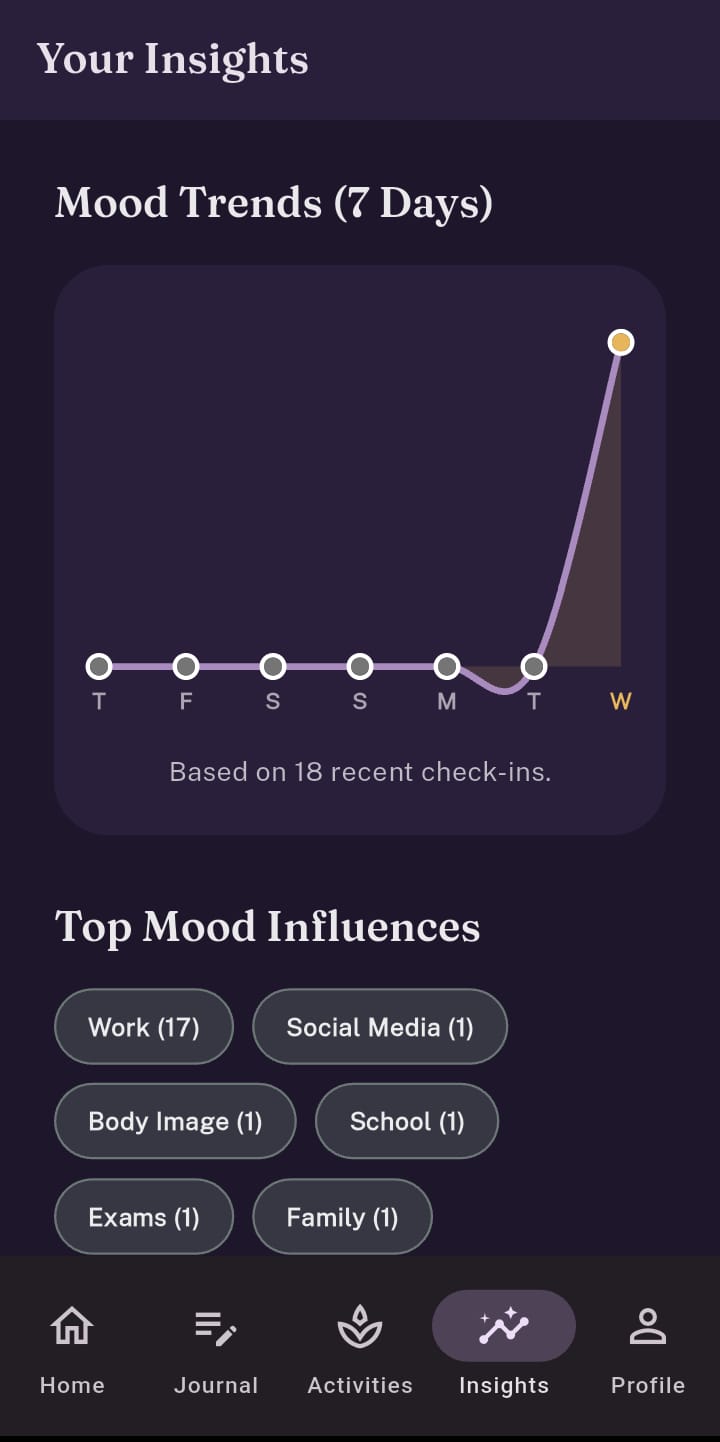 Your Insights
Mood Trends (7 Days)
T F S S M T W
Based on 18 recent check-ins.
Top Mood Influences
Work (17) Social Media (1)
Body Image (1) School (1)
Exams (1) Family (1)
Home Journal Activities Insights Profile